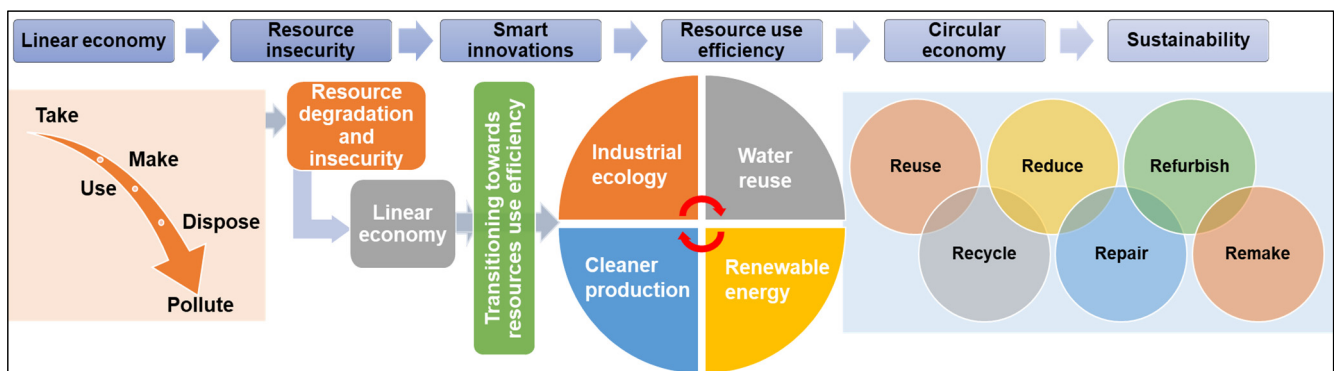 Linear economy
Resource
insecurity
Smart
innovations
Resource use
efficiency
Circular
economy
Sustainability
Take
Make
Use
Dispose
Pollute
Resource
degradation
and
insecurity
Linear
economy
Transitioning towards
resources use efficiency
Industrial
ecology
Water
reuse
Cleaner
production
Renewable
energy
Reuse
Reduce
Refurbish
Recycle
Repair
Remake